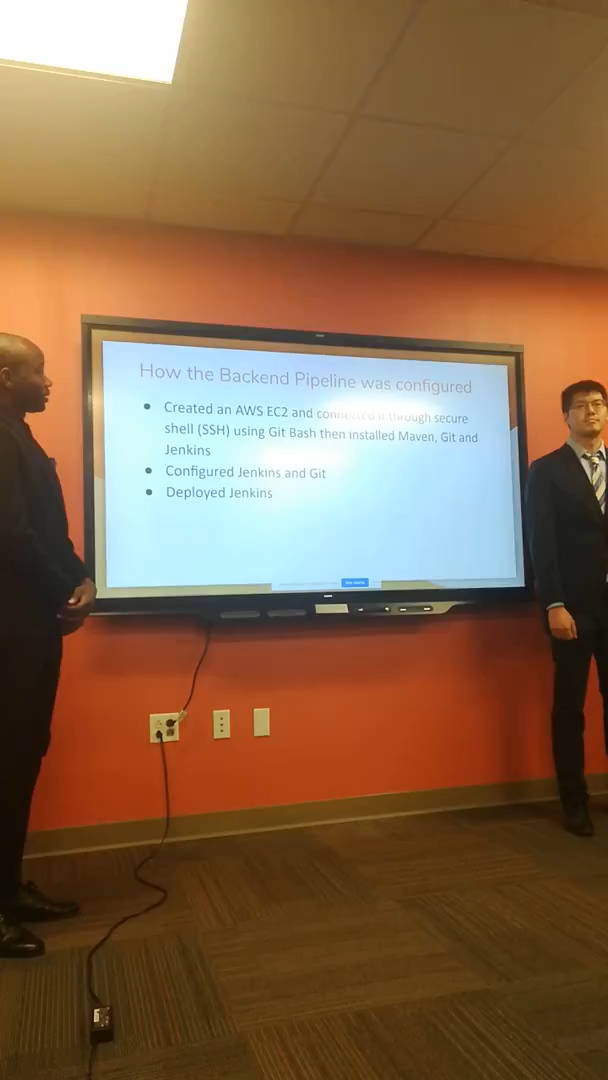 How the Backend Pipeline was configured
Created an AWS EC2 and connected it through secure
shell (SSH) using Git Bash then installed Maven, Git and
Jenkins
Configured Jenkins and Git
Deployed Jenkins